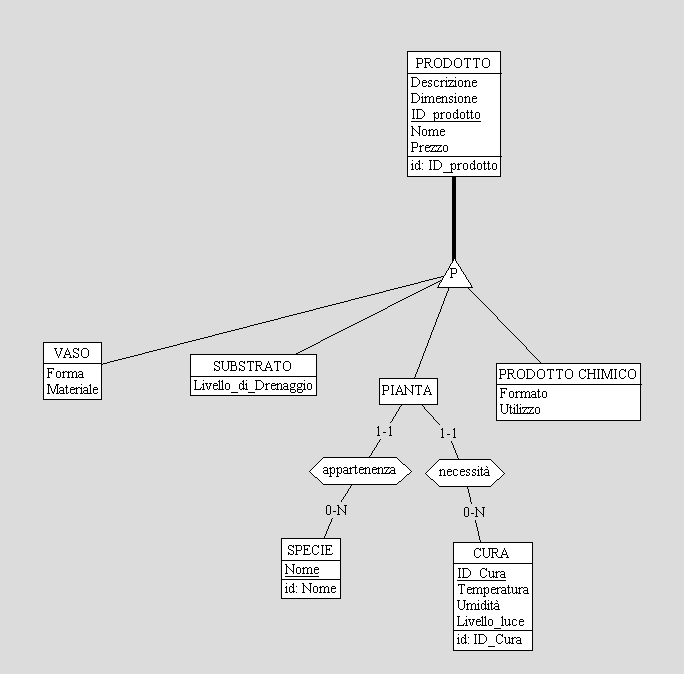 PRODOTTO
Descrizione
Dimensione
ID_prodotto
Nome
Prezzo
id: ID_prodotto
P
VASO
Forma
Materiale
SUBSTRATO
Livello_di_Drenaggio
PIANTA
PRODOTTO CHIMICO
Formato
Utilizzo
1-1
1-1
appartenenza
necessità
0-N
0-N
SPECIE
Nome
id: Nome
CURA
ID_Cura
Temperatura
Umidità
Livello_luce
id: ID_Cura